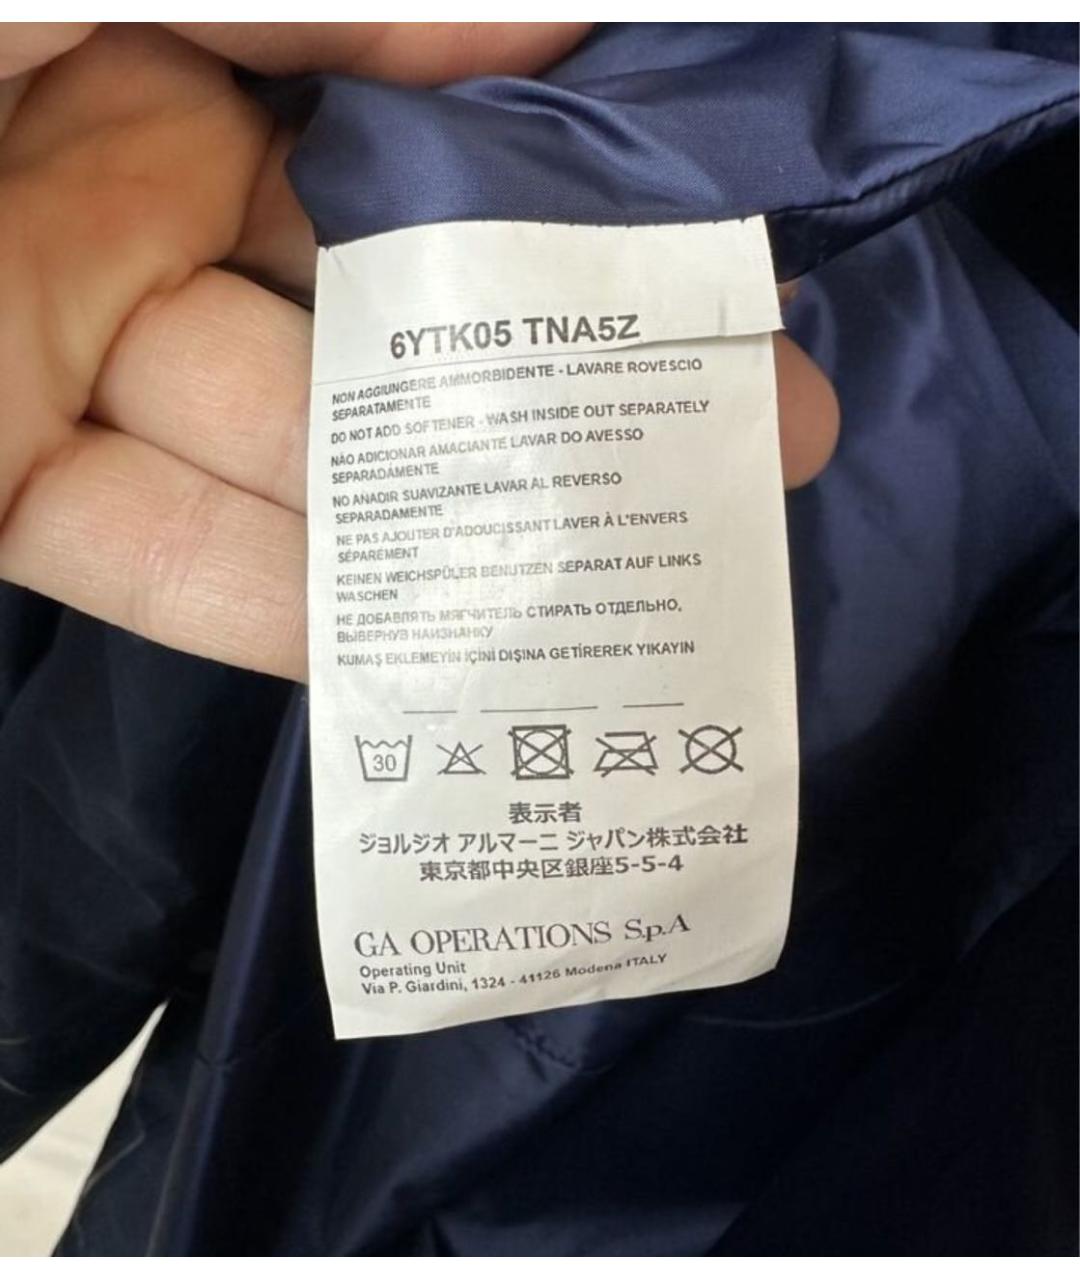 6YTK05 TNA5Z
NON AGGIUNGERE AMMORBIDENTE - LAVARE ROVESCIO
SEPARATAMENTE
DO NOT ADD SOFTENER - WASH INSIDE OUT SEPARATELY
NÃO ADICIONAR AMACIANTE LAVAR DO AVESSO
SEPARADAMENTE
NO ANADIR SUAVIZANTE LAVAR AL REVERSO
SEPARADAMENTE
NE PAS AJOUTER D'ADOUCISSANT LAVER À L'ENVERS
SÉPARÉMENT
KEINEN WEICHSPÜLER BENUTZEN SEPARAT AUF LINKS
WASCHEN
НЕ ДОБАВЛЯТЬ МЯГЧИТЕЛЬ СТИРАТЬ ОТДЕЛЬНО,
ВЫВЕРНУВ НАИЗНАНКУ
KUMAŞ EKLEMEYİN İÇİNİ DIŞINA GETİREREK YIKAYIN
30
表示者
ジョルジオ アルマーニ ジャパン株式会社
東京都中央区銀座5-5-4
GA OPERATIONS S.p.A
Operating Unit
Via P. Giardini, 1324 - 41126 Modena ITALY